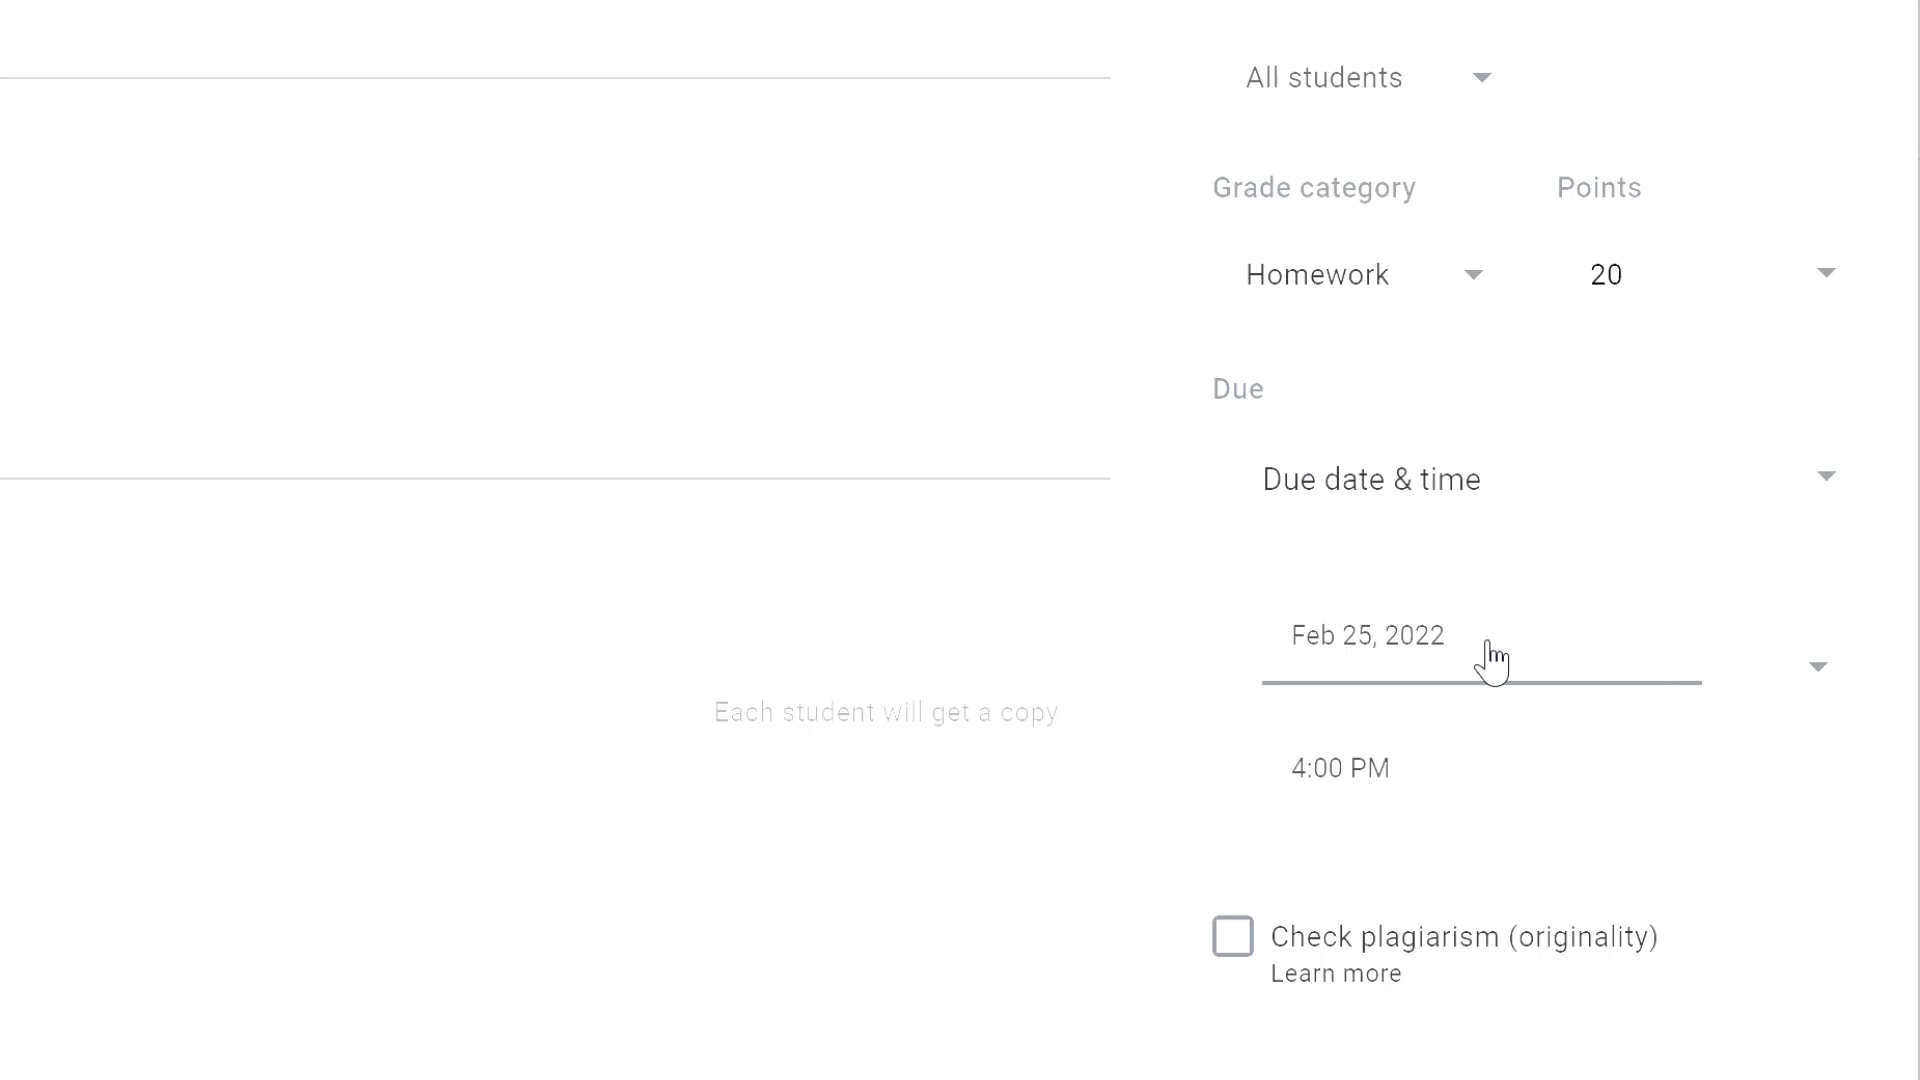 All students
Grade category
Points
Homework
20
Due
Due date & time
Feb 25, 2022
Each student will get a copy
4:00 PM
Check plagiarism (originality)
Learn more